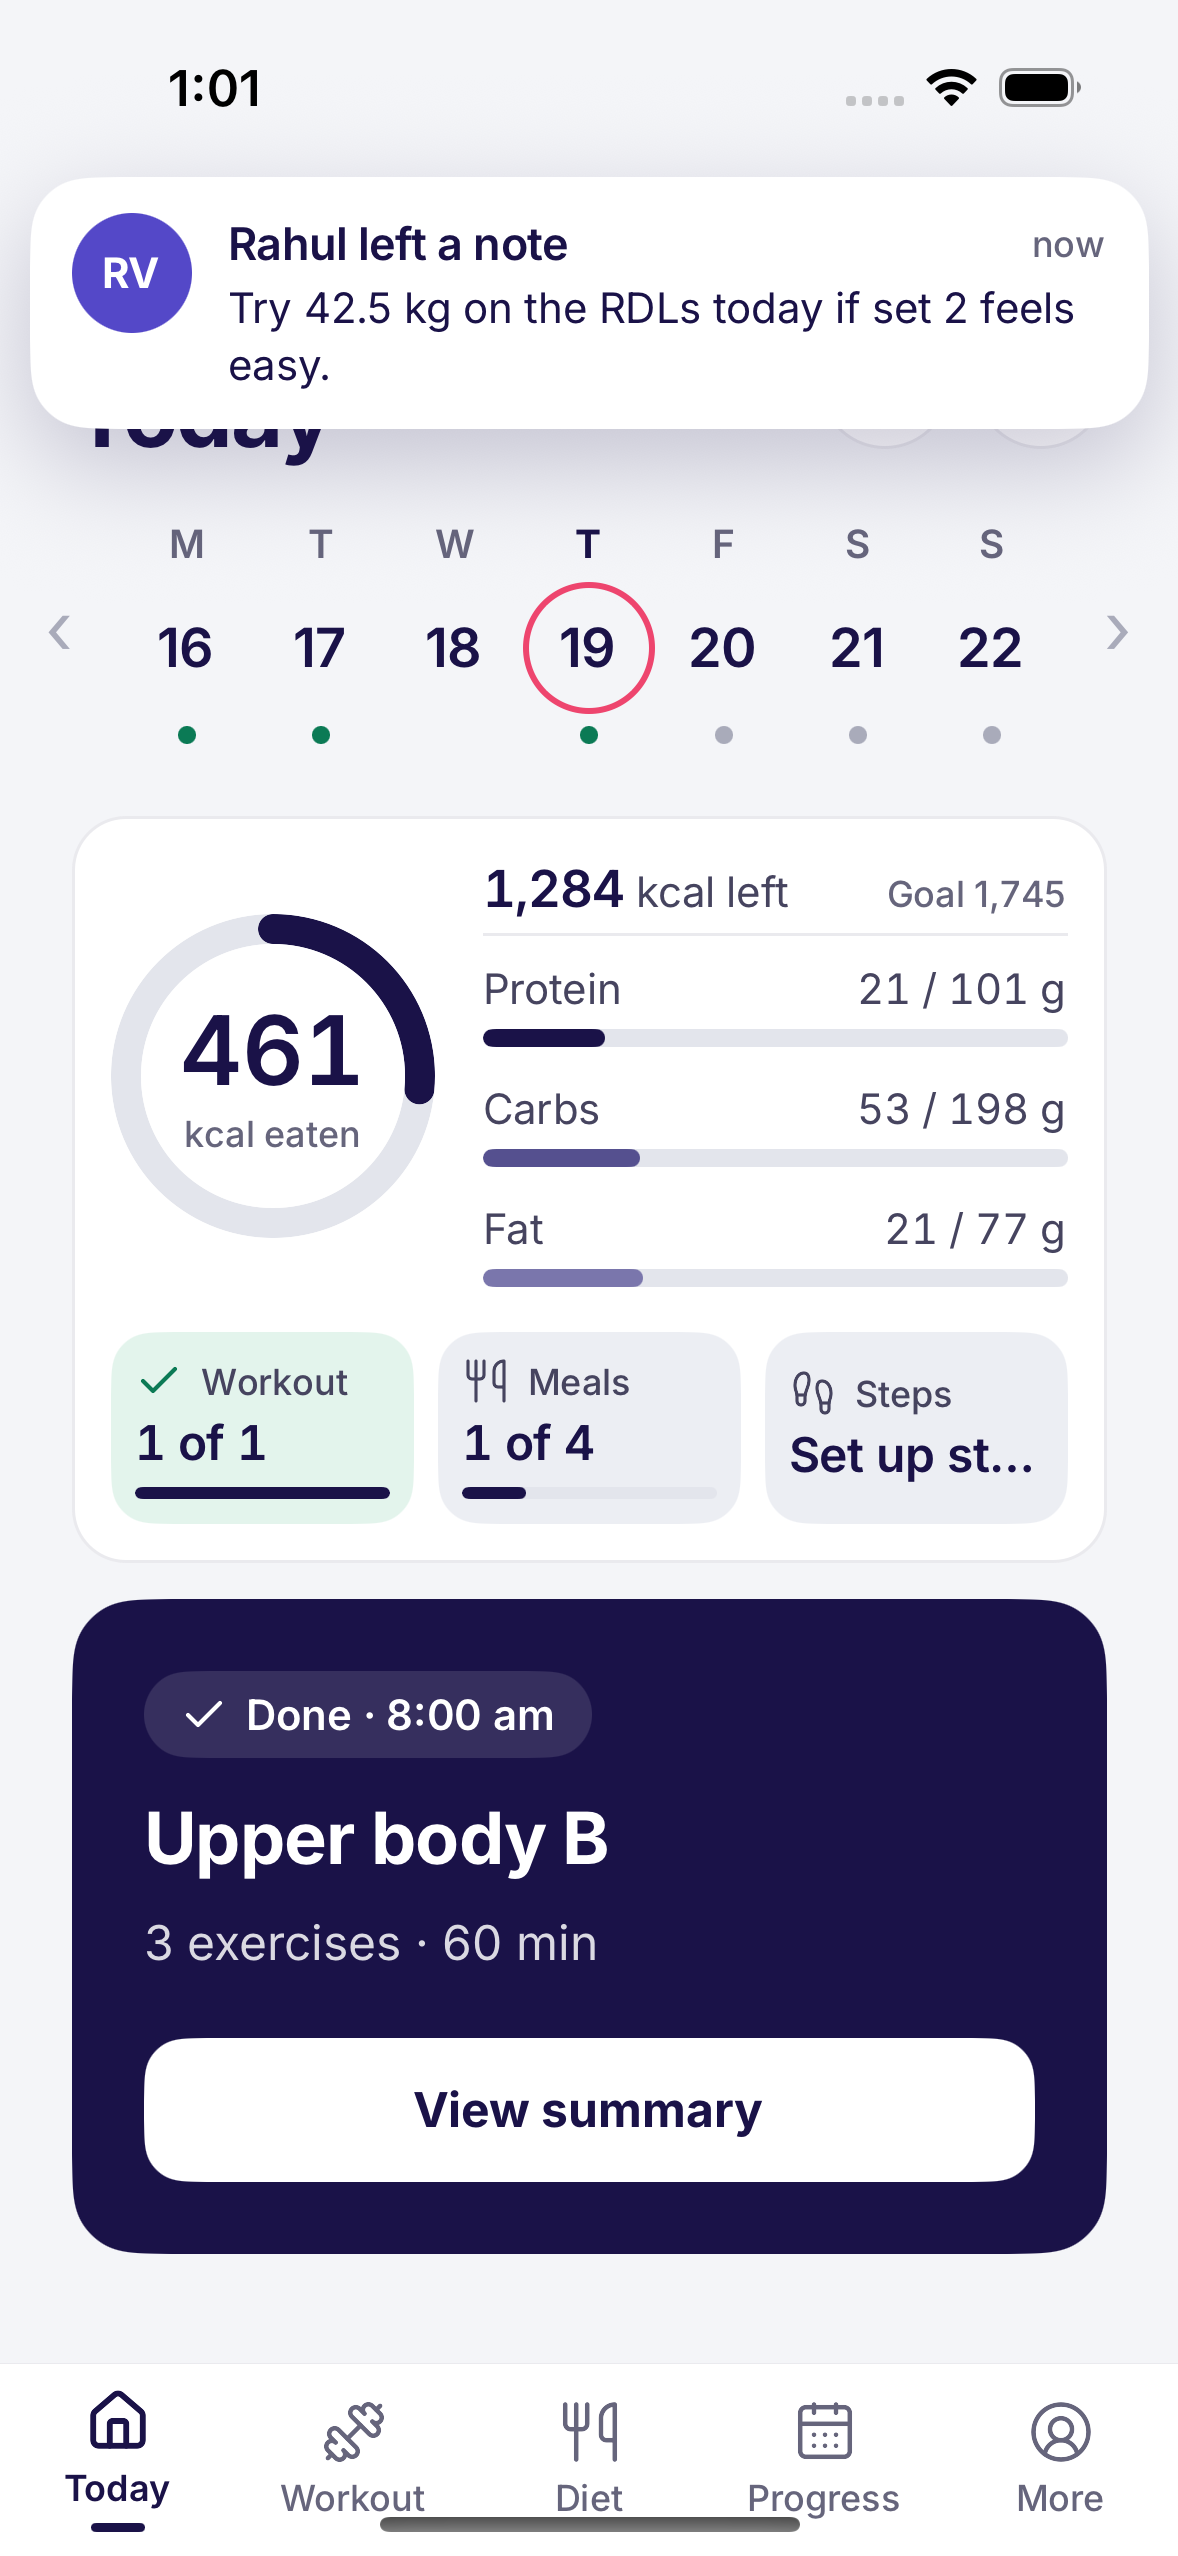 1:01
RV
Rahul left a note
now
Try 42.5 kg on the RDLs today if set 2 feels
easy.
Today
M T W T F S S
16 17 18 19 20 21 22
1,284 kcal left
Goal 1,745
461
kcal eaten
Protein
21 / 101 g
Carbs
53 / 198 g
Fat
21 / 77 g
Workout
1 of 1
Meals
1 of 4
Steps
Set up st...
Done · 8:00 am
Upper body B
3 exercises · 60 min
View summary
Today
Workout
Diet
Progress
More